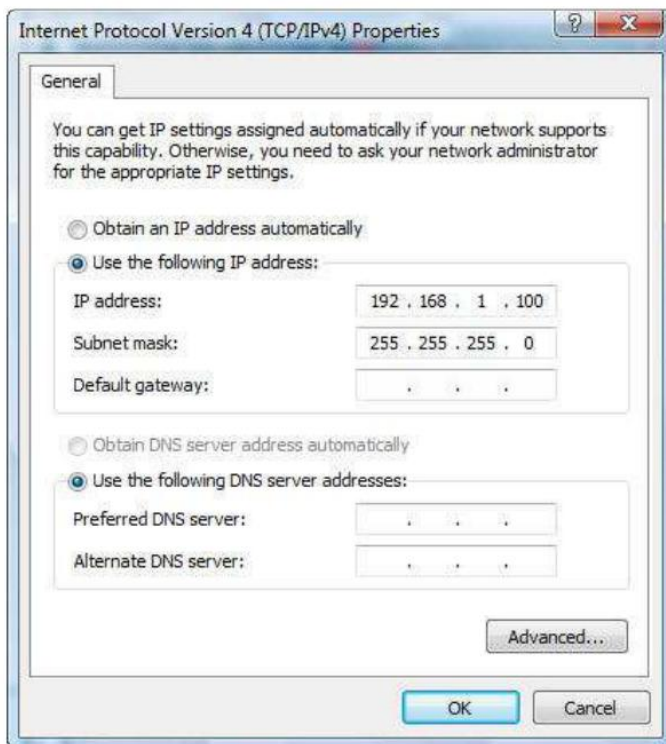 Internet Protocol Version 4 (TCP/IPv4) Properties
?
X
General
You can get IP settings assigned automatically if your network supports
this capability. Otherwise, you need to ask your network administrator
for the appropriate IP settings.
Obtain an IP address automatically
Use the following IP address:
IP address: 192 . 168 . 1 . 100
Subnet mask: 255 . 255 . 255 . 0
Default gateway: . . .
Obtain DNS server address automatically
Use the following DNS server addresses:
Preferred DNS server: . . .
Alternate DNS server: . . .
Advanced...
OK Cancel